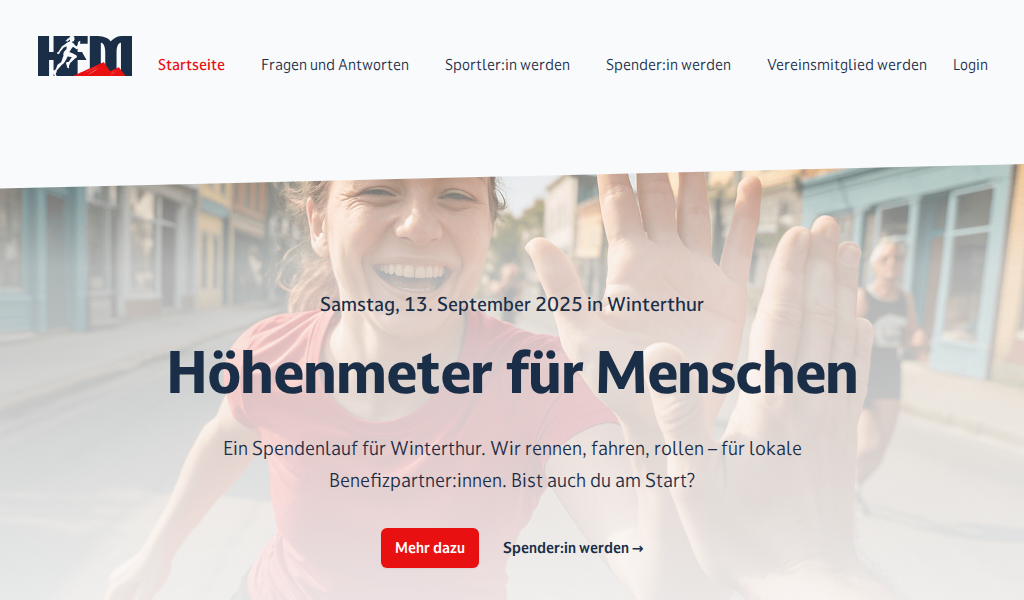 HFM
Startseite
Fragen und Antworten
Sportler:in werden
Spender:in werden
Vereinsmitglied werden
Login
Samstag, 13. September 2025 in Winterthur
Höhenmeter für Menschen
Ein Spendenlauf für Winterthur. Wir rennen, fahren, rollen – für lokale
Benefizpartner:innen. Bist auch du am Start?
Mehr dazu
Spender:in werden →